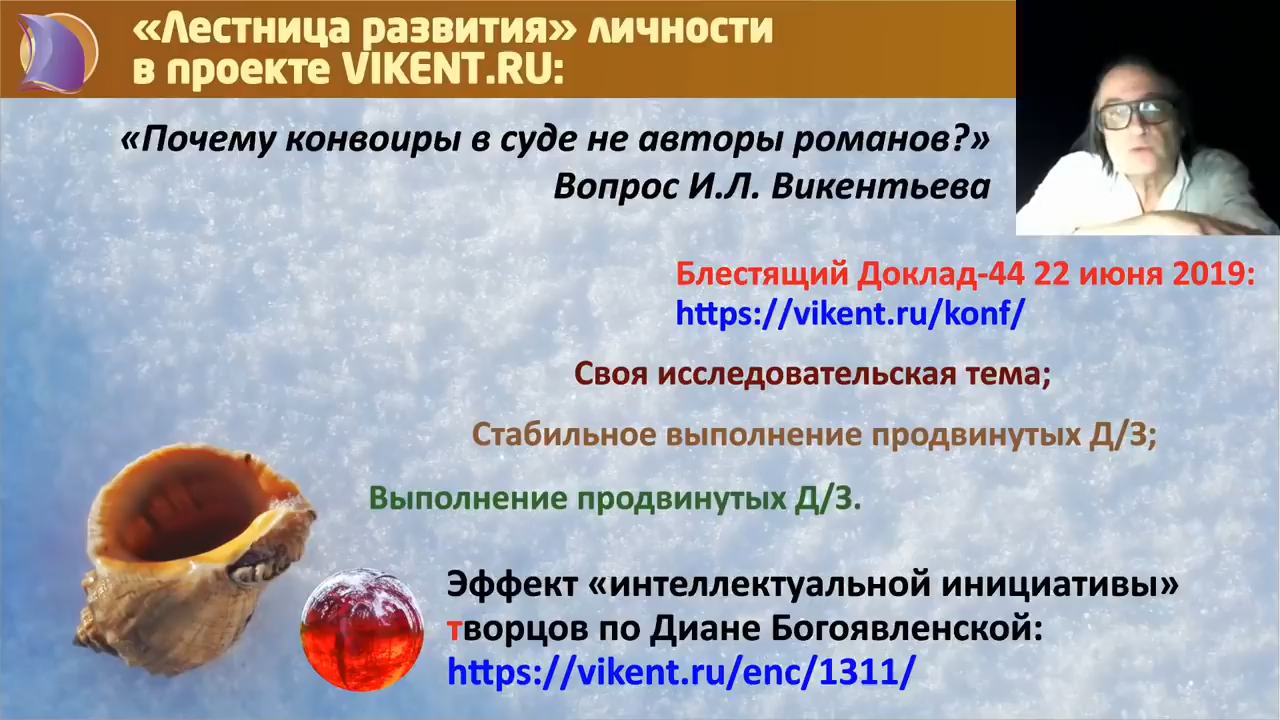 «Лестница развития» личности
в проекте VIKENT.RU:
«Почему конвоиры в суде не авторы романов?»
Вопрос И.Л. Викентьева
Блестящий Доклад-44 22 июня 2019:
https://vikent.ru/konf/
Своя исследовательская тема;
Стабильное выполнение продвинутых Д/З;
Выполнение продвинутых Д/З.
Эффект «интеллектуальной инициативы»
творцов по Диане Богоявленской:
https://vikent.ru/enc/1311/